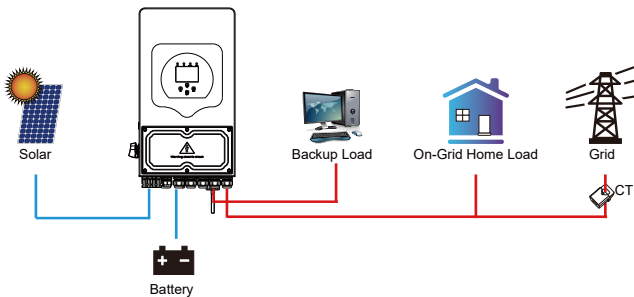 Solar
Backup Load
On-Grid Home Load
Grid
CT
Battery